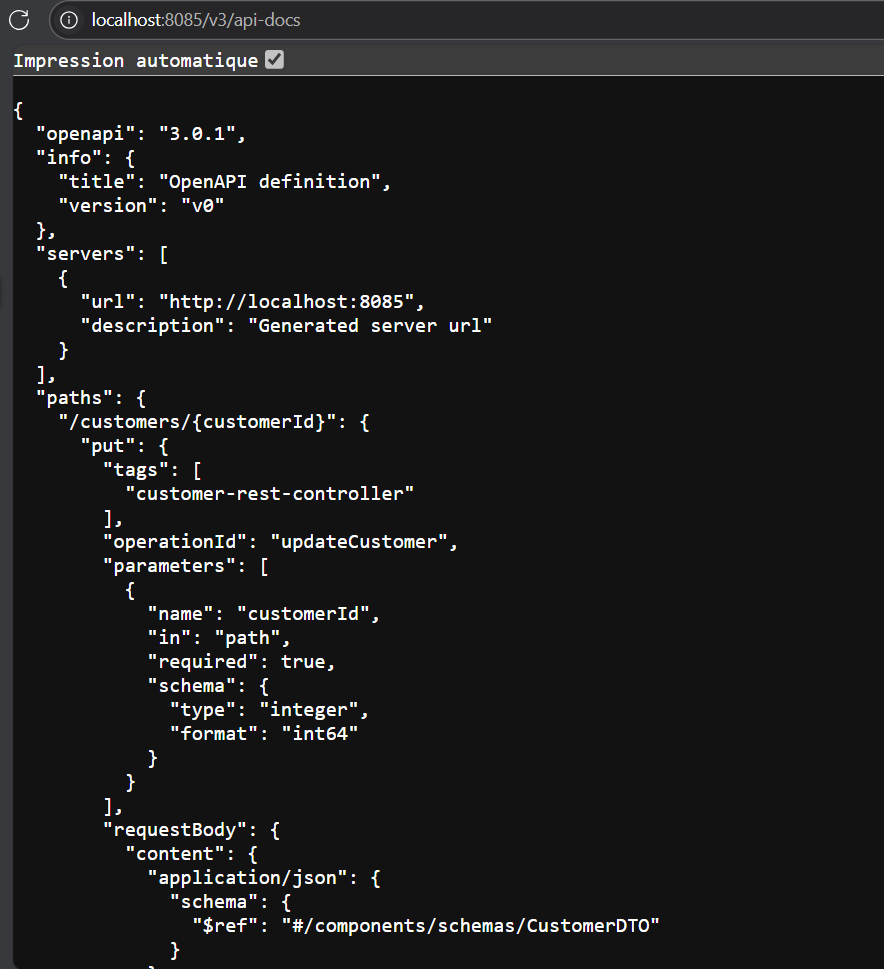 localhost:8085/v3/api-docs
Impression automatique
{
  "openapi": "3.0.1",
  "info": {
    "title": "OpenAPI definition",
    "version": "v0"
  },
  "servers": [
    {
      "url": "http://localhost:8085",
      "description": "Generated server url"
    }
  ],
  "paths": {
    "/customers/{customerId}": {
      "put": {
        "tags": [
          "customer-rest-controller"
        ],
        "operationId": "updateCustomer",
        "parameters": [
          {
            "name": "customerId",
            "in": "path",
            "required": true,
            "schema": {
              "type": "integer",
              "format": "int64"
            }
          }
        ],
        "requestBody": {
          "content": {
            "application/json": {
              "schema": {
                "$ref": "#/components/schemas/CustomerDTO"
              }